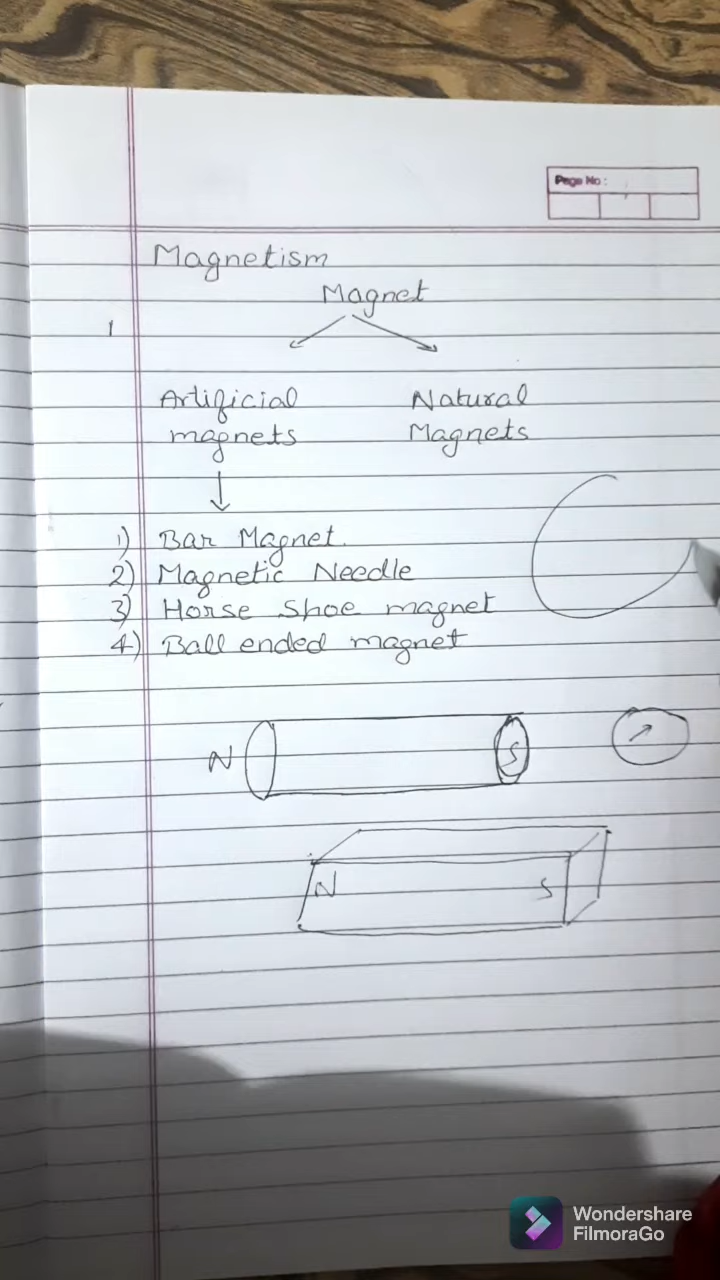 Page No :
Magnetism
Magnet
Artificial Natural
magnets Magnets
1) Bar Magnet.
2) Magnetic Needle
3) Horse Shoe magnet
4) Ball ended magnet
N S
N S
Wondershare
FilmoraGo